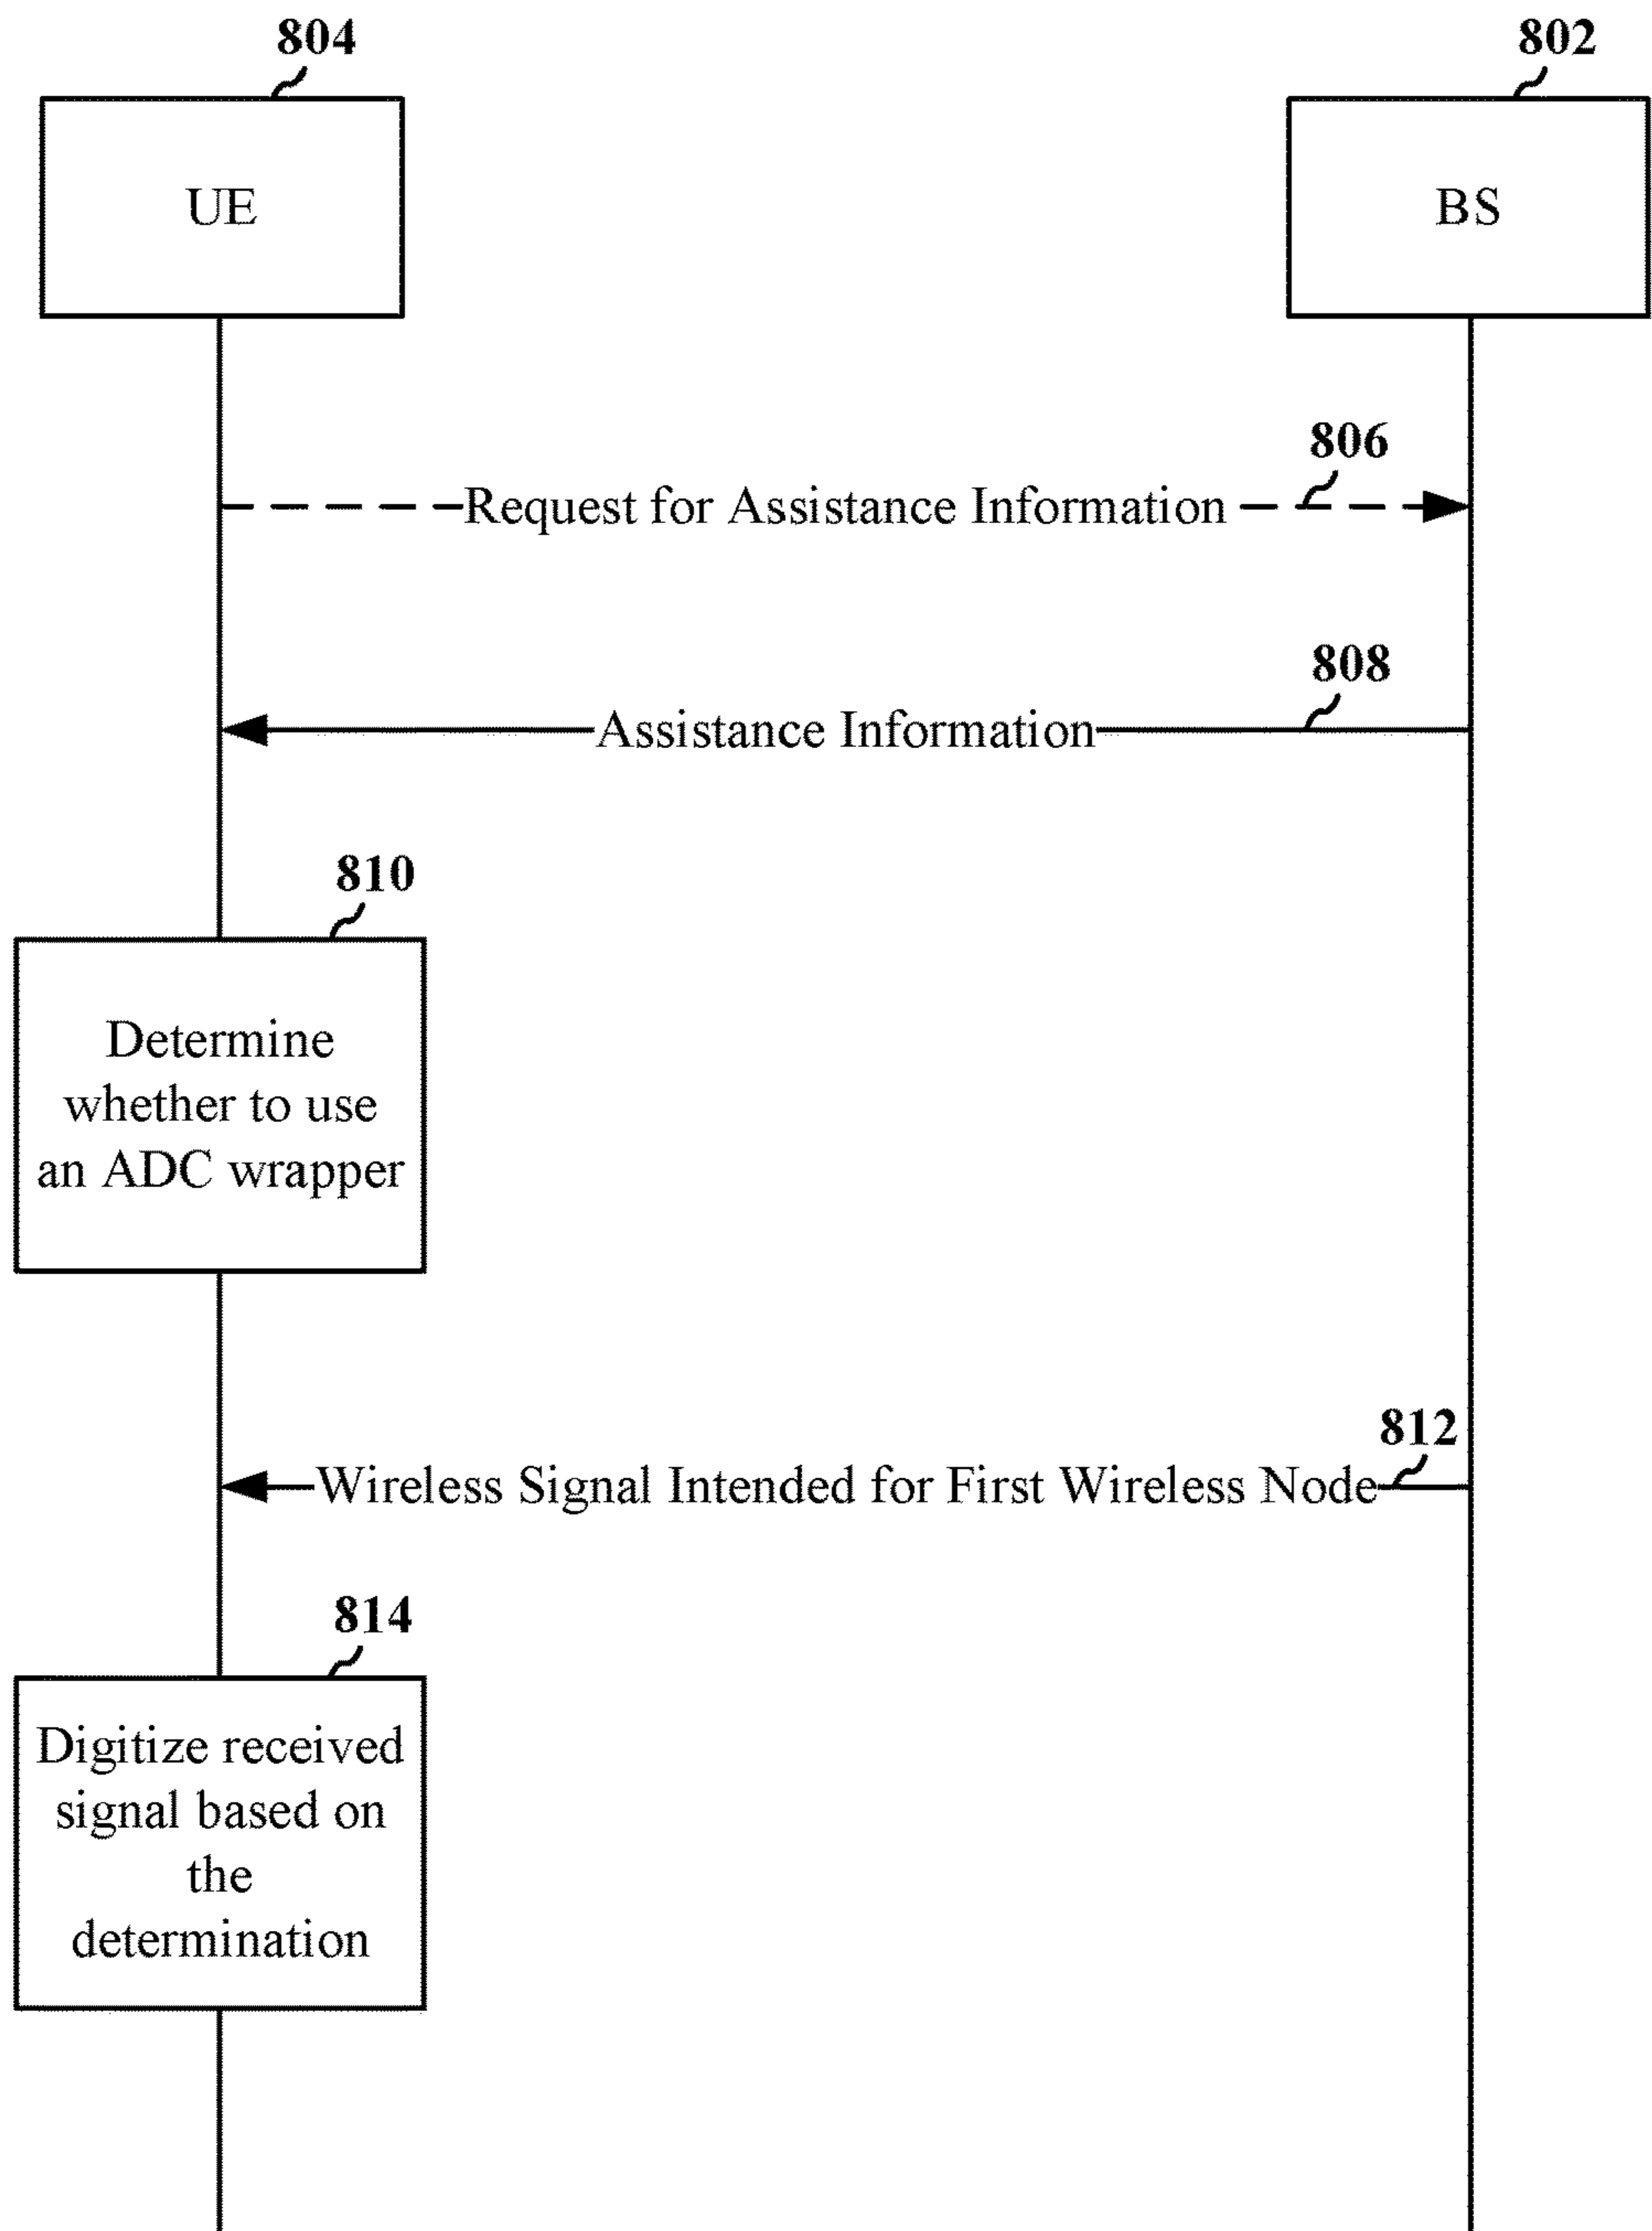 804
802
UE
BS
806
Request for Assistance Information
808
Assistance Information
810
Determine
whether to use
an ADC wrapper
812
Wireless Signal Intended for First Wireless Node
814
Digitize received
signal based on
the
determination